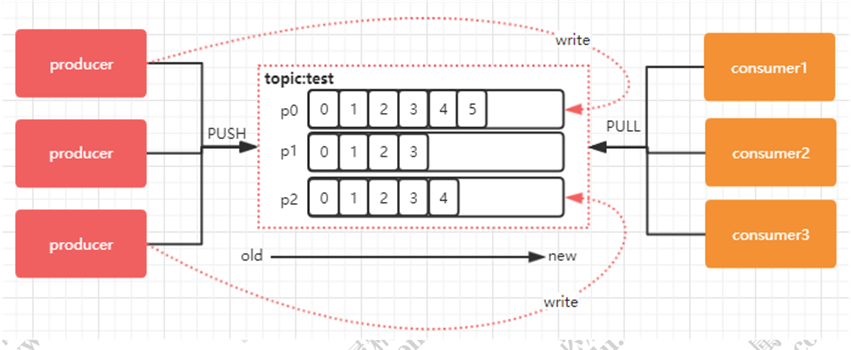 write
producer
consumer1
topic:test
p0 0 1 2 3 4 5
PUSH
PULL
p1 0 1 2 3
producer
consumer2
p2 0 1 2 3 4
producer
consumer3
old
new
write